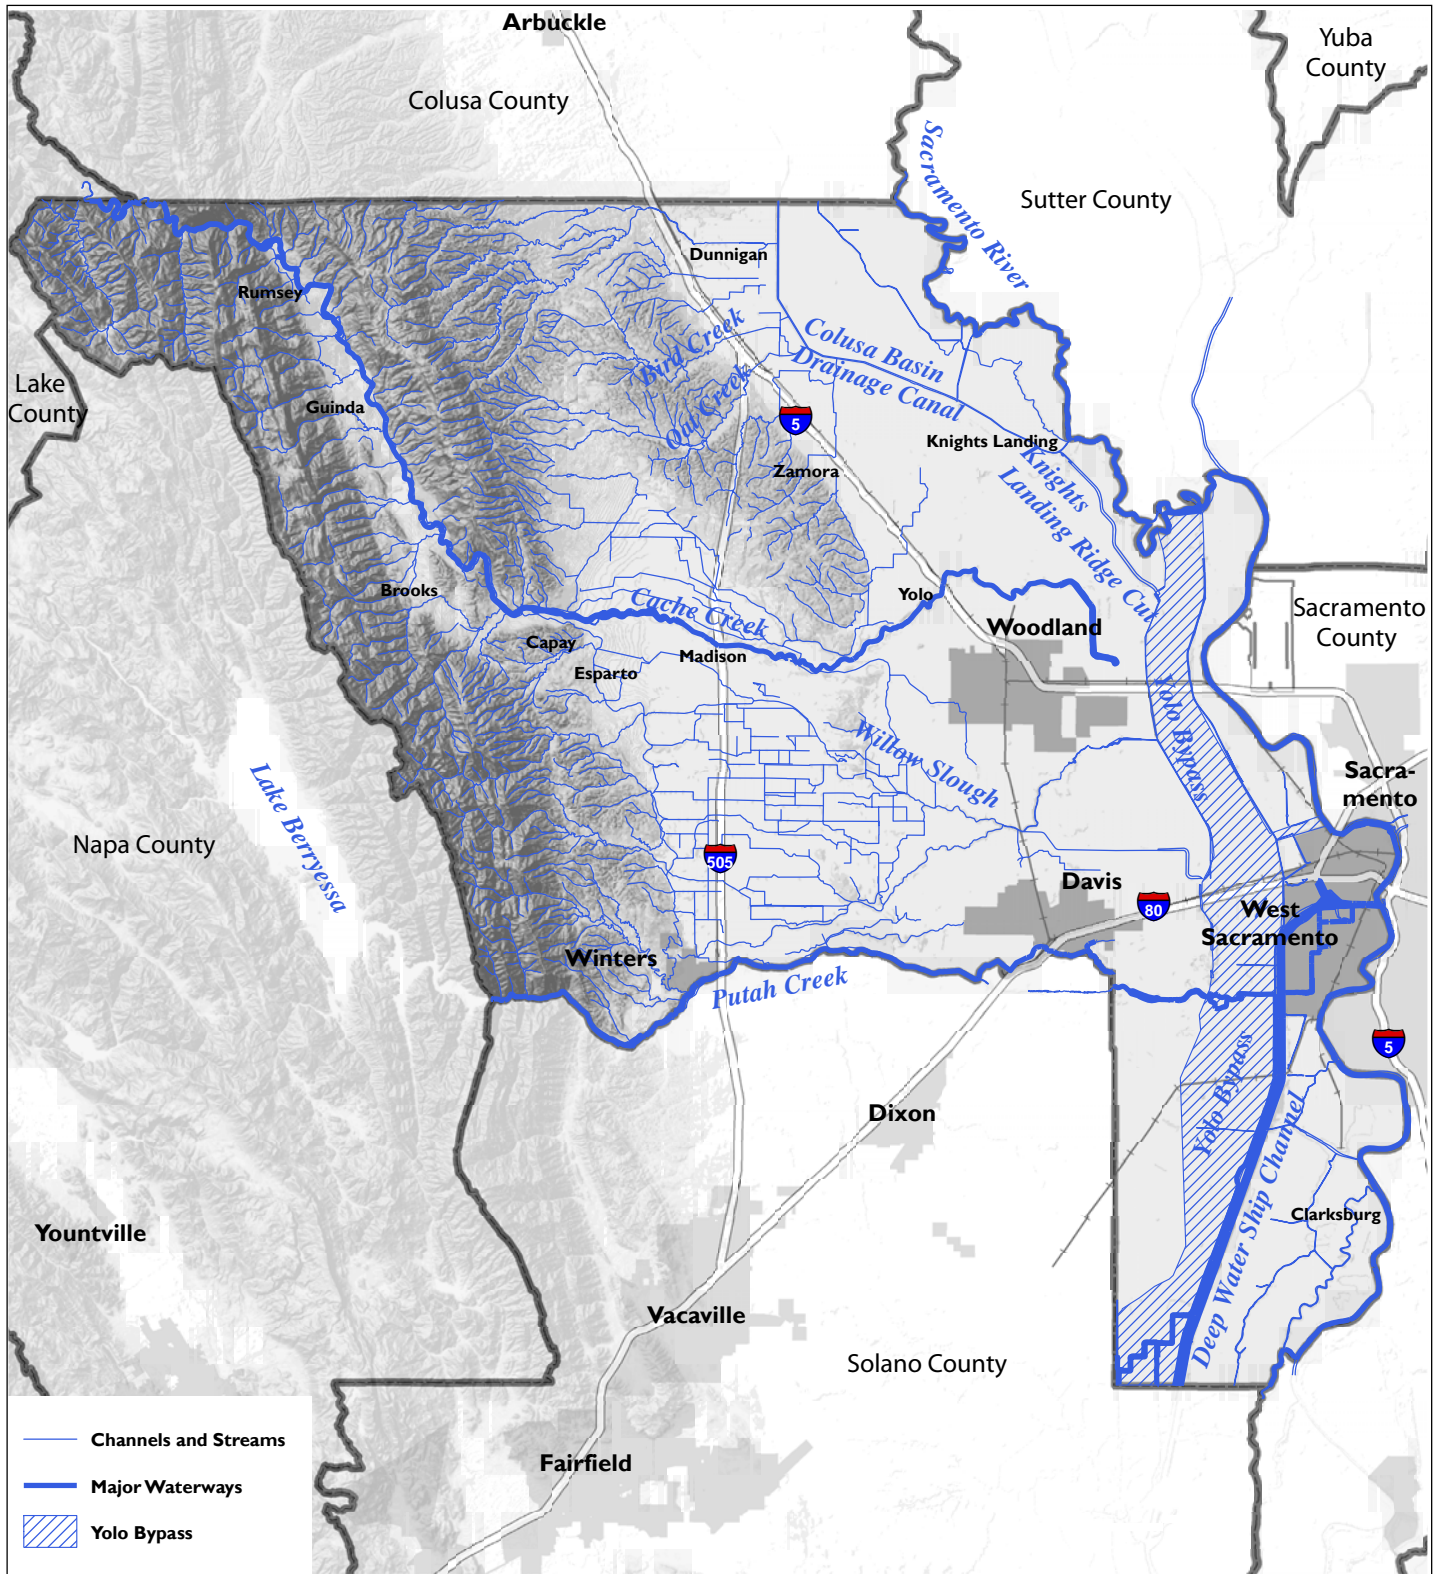 Arbuckle
Yuba
County
Colusa County
Sacramento River
Sutter County
Dunnigan
Rumsey
Bird Creek
Colusa Basin
Drainage Canal
Lake
County
Oat Creek
Guinda
5
Knights Landing
Zamora
Knights
Landing Ridge Cut
Brooks
Cache Creek
Yolo
Sacramento
County
Woodland
Capay
Madison
Esparto
Yolo Bypass
Willow Slough
Lake Berryessa
Sacra-
mento
Napa County
505
Davis
80
West
Sacramento
Winters
Putah Creek
5
Yolo Bypass
Dixon
Deep Water Ship Channel
Clarksburg
Yountville
Vacaville
Solano County
Fairfield
Channels and Streams
Major Waterways
Yolo Bypass